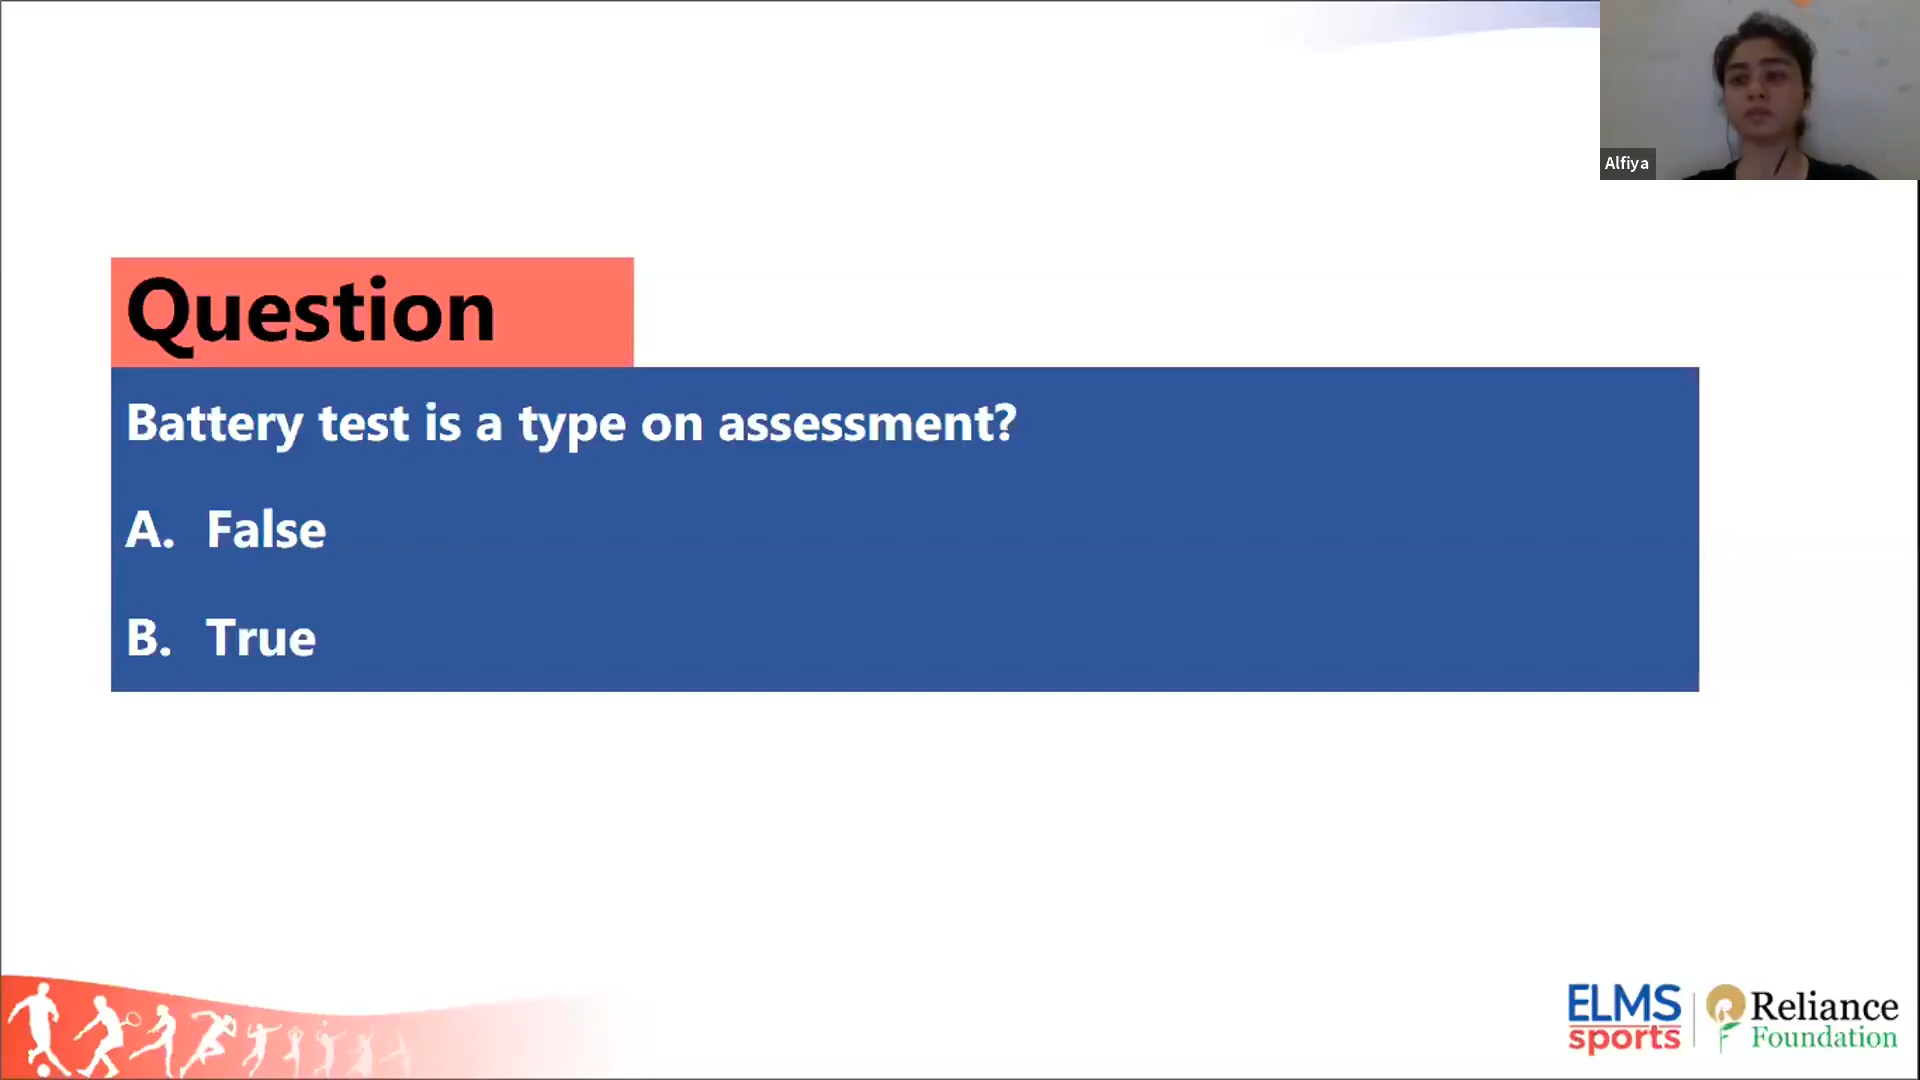 Alfiya
Question
Battery test is a type on assessment?
A. False
B. True
ELMS
sports
Reliance
Foundation